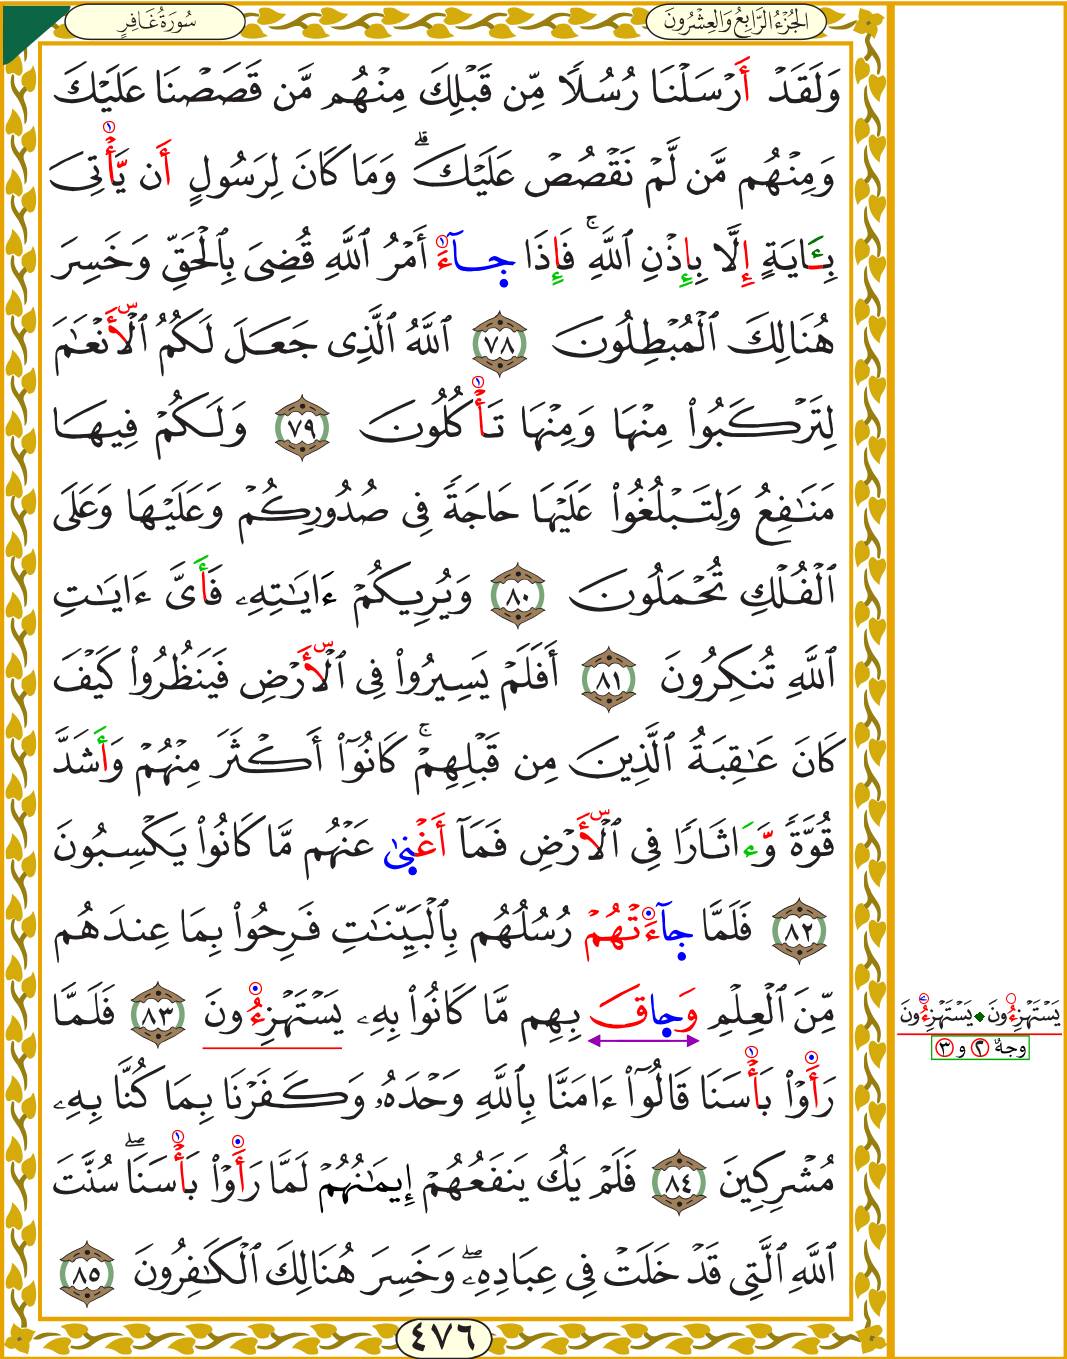 الجُزْءُ الرَّابِعُ وَالعِشْرُونَ
سُورَةُ غَافِرٍ
وَلَقَدْ أَرْسَلْنَا رُسُلًا مِّن قَبْلِكَ مِنْهُم مَّن قَصَصْنَا عَلَيْكَ
وَمِنْهُم مَّن لَّمْ نَقْصُصْ عَلَيْكَ ۗ وَمَا كَانَ لِرَسُولٍ أَن يَّأْتِىَ
بِـَٔايَةٍ إِلَّا بِإِذْنِ ٱللَّهِ ۚ فَإِذَا جَآءَ أَمْرُ ٱللَّهِ قُضِىَ بِٱلْحَقِّ وَخَسِرَ
هُنَالِكَ ٱلْمُبْطِلُونَ ٧٨ ٱللَّهُ ٱلَّذِى جَعَلَ لَكُمُ ٱلْأَنْعَٰمَ
لِتَرْكَبُوا۟ مِنْهَا وَمِنْهَا تَأْكُلُونَ ٧٩ وَلَكُمْ فِيهَا
مَنَٰفِعُ وَلِتَبْلُغُوا۟ عَلَيْهَا حَاجَةً فِى صُدُورِكُمْ وَعَلَيْهَا وَعَلَى
ٱلْفُلْكِ تُحْمَلُونَ ٨٠ وَيُرِيكُمْ ءَايَٰتِهِۦ فَأَىَّ ءَايَٰتِ
ٱللَّهِ تُنكِرُونَ ٨١ أَفَلَمْ يَسِيرُوا۟ فِى ٱلْأَرْضِ فَيَنظُرُوا۟ كَيْفَ
كَانَ عَٰقِبَةُ ٱلَّذِينَ مِن قَبْلِهِمْ ۚ كَانُوٓا۟ أَكْثَرَ مِنْهُمْ وَأَشَدَّ
قُوَّةً وَّءَاثَارًا فِى ٱلْأَرْضِ فَمَآ أَغْنَىٰ عَنْهُم مَّا كَانُوا۟ يَكْسِبُونَ
٨٢ فَلَمَّا جَآءَتْهُمْ رُسُلُهُم بِٱلْبَيِّنَٰتِ فَرِحُوا۟ بِمَا عِندَهُم
مِّنَ ٱلْعِلْمِ وَحَاقَ بِهِم مَّا كَانُوا۟ بِهِۦ يَسْتَهْزِءُونَ ٨٣ فَلَمَّا
رَأَوْا۟ بَأْسَنَا قَالُوٓا۟ ءَامَنَّا بِٱللَّهِ وَحْدَهُۥ وَكَفَرْنَا بِمَا كُنَّا بِهِۦ
مُشْرِكِينَ ٨٤ فَلَمْ يَكُ يَنفَعُهُمْ إِيمَٰنُهُمْ لَمَّا رَأَوْا۟ بَأْسَنَا ۖ سُنَّتَ
ٱللَّهِ ٱلَّتِى قَدْ خَلَتْ فِى عِبَادِهِۦ ۖ وَخَسِرَ هُنَالِكَ ٱلْكَٰفِرُونَ ٨٥
يَسْتَهْزِءُونَ ◆ يَسْتَهْزِءُونَ
وجهٌ ٢ و ٣
٤٧٦